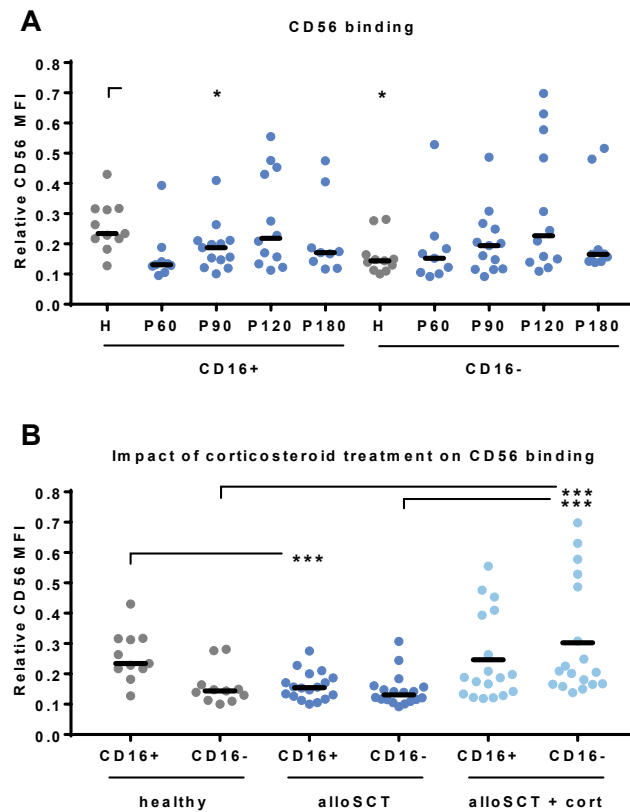 A
CD56 binding
Relative CD56 MFI
0.8
0.7
0.6
0.5
0.4
0.3
0.2
0.1
0.0
* *
H P60 P90 P120 P180 H P60 P90 P120 P180
CD16+ CD16-
B
Impact of corticosteroid treatment on CD56 binding
Relative CD56 MFI
0.8
0.7
0.6
0.5
0.4
0.3
0.2
0.1
0.0
***
***
***
CD16+ CD16- CD16+ CD16- CD16+ CD16-
healthy alloSCT alloSCT + cort